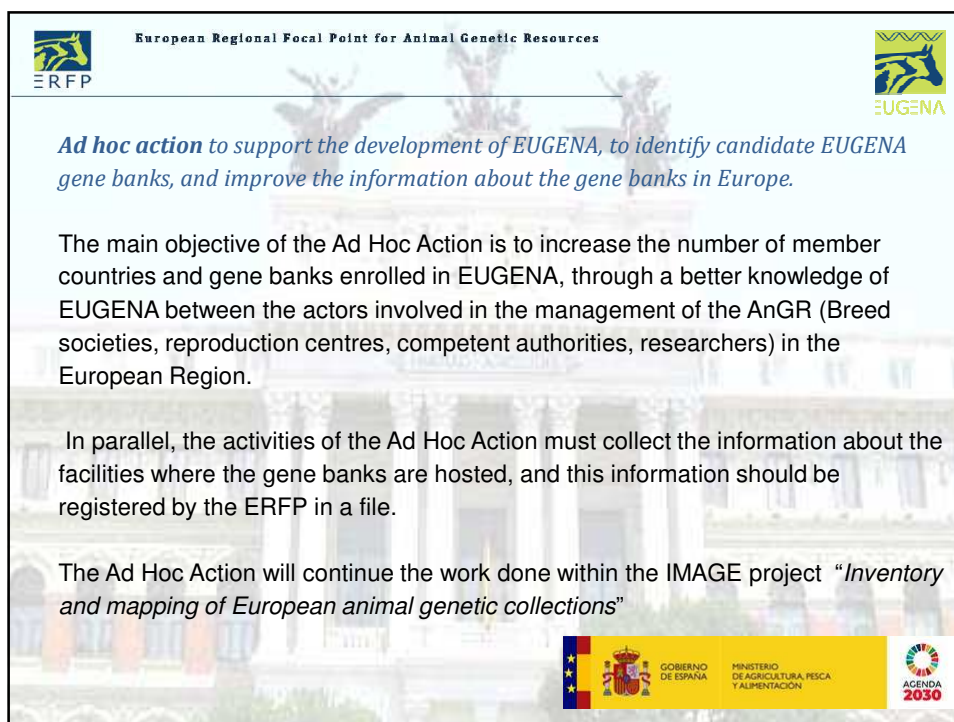 European Regional Focal Point for Animal Genetic Resources
ERFP
EUGENA
Ad hoc action to support the development of EUGENA, to identify candidate EUGENA
gene banks, and improve the information about the gene banks in Europe.
The main objective of the Ad Hoc Action is to increase the number of member
countries and gene banks enrolled in EUGENA, through a better knowledge of
EUGENA between the actors involved in the management of the AnGR (Breed
societies, reproduction centres, competent authorities, researchers) in the
European Region.
In parallel, the activities of the Ad Hoc Action must collect the information about the
facilities where the gene banks are hosted, and this information should be
registered by the ERFP in a file.
The Ad Hoc Action will continue the work done within the IMAGE project “Inventory
and mapping of European animal genetic collections”
GOBIERNO
DE ESPAÑA
MINISTERIO
DE AGRICULTURA, PESCA
Y ALIMENTACIÓN
AGENDA
2030